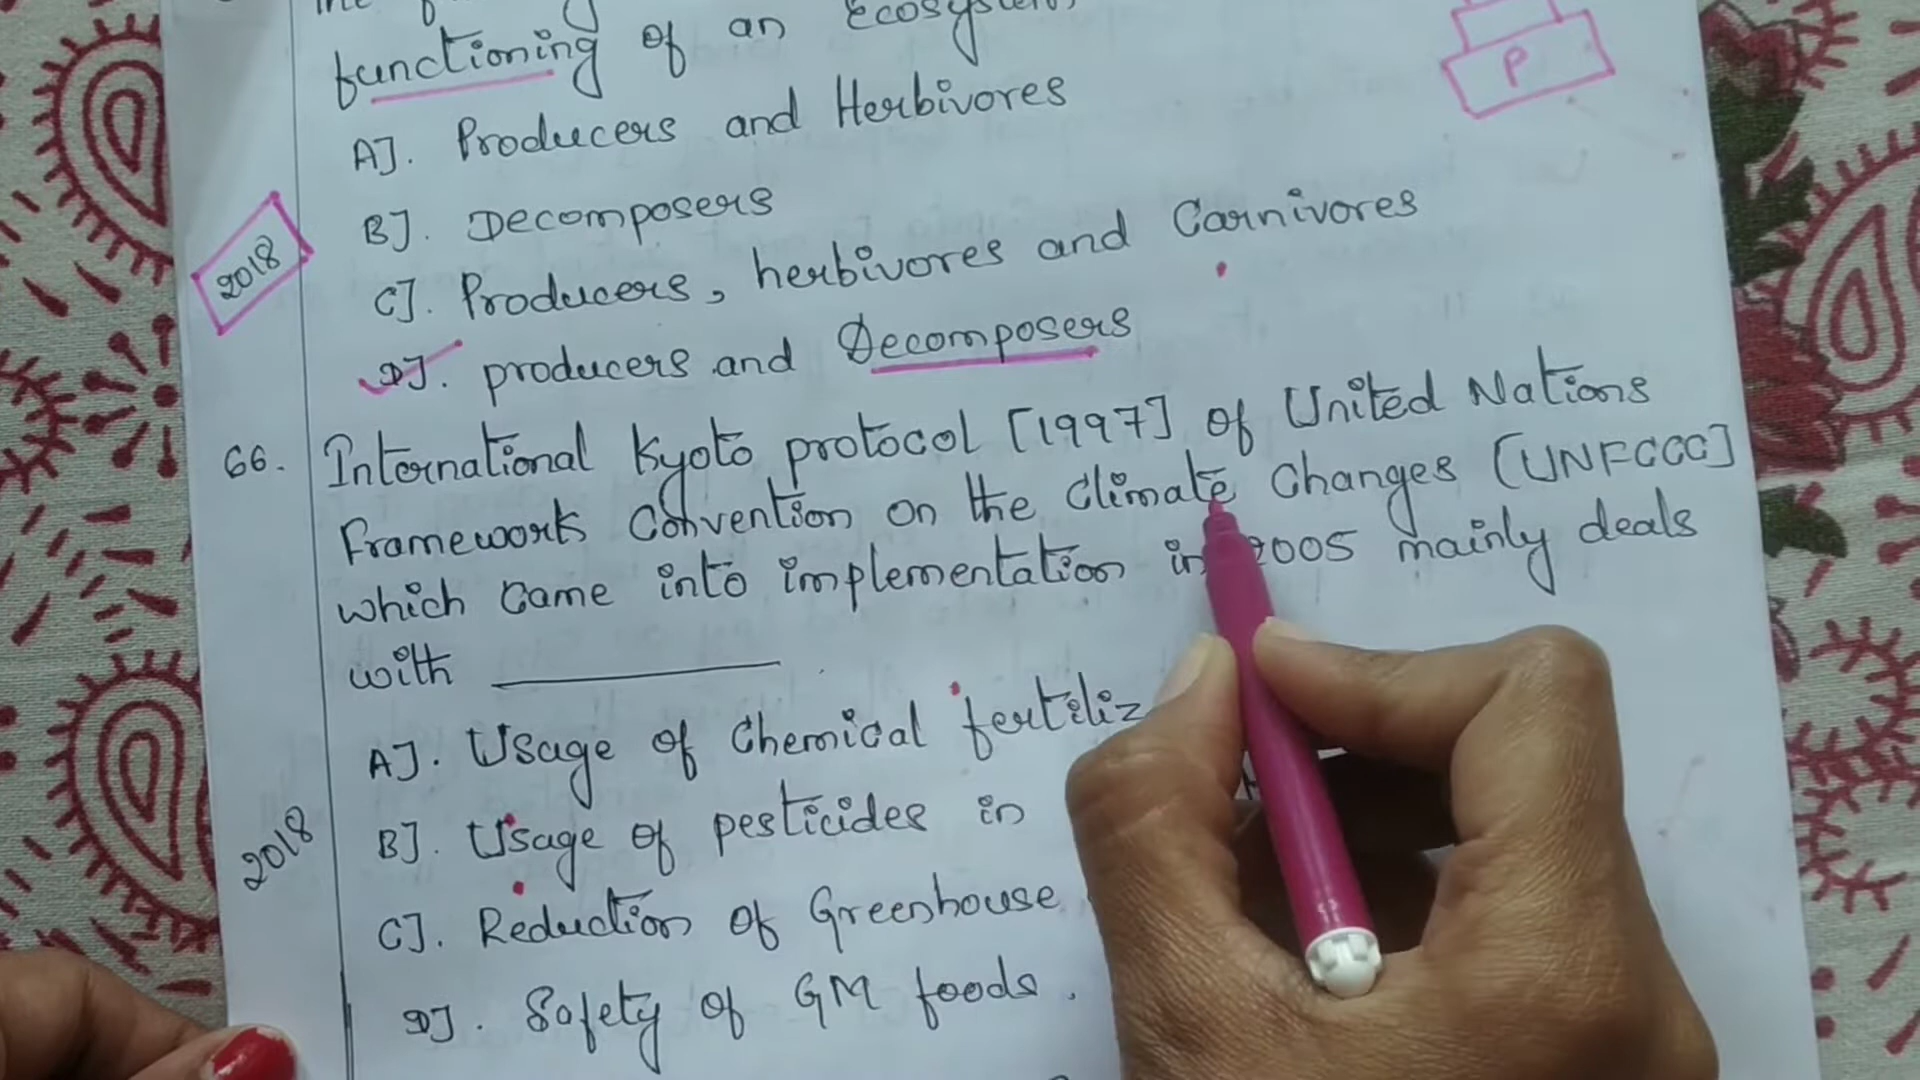 functioning of an Ecosystem
A]. Producers and Herbivores
B]. Decomposers
2018
C]. Producers, herbivores and Carnivores
D]. producers and Decomposers
P
66. International Kyoto protocol [1997] of United Nations
Framework Convention on the Climate Changes [UNFCCC]
which came into implementation in 2005 mainly deals
with
A]. Usage of Chemical
B]. Usage of pesticides in
2018
C]. Reduction of Greenhouse
D]. Safety of GM foods.